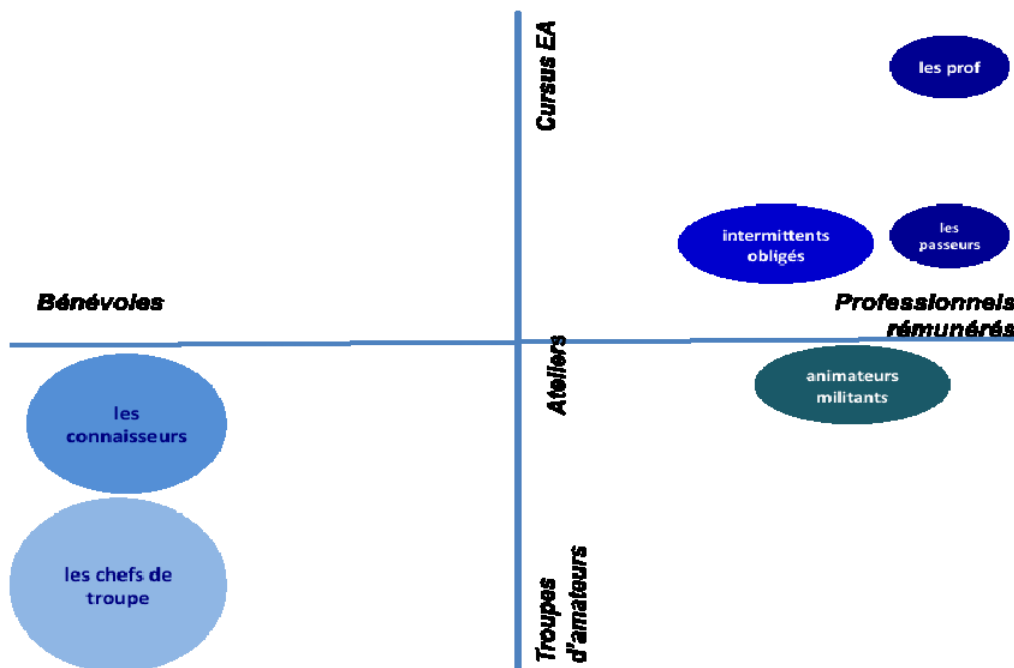 Cursus EA
les prof
intermittents
obligés
les
passeurs
Bénévoles
Professionnels
rémunérés
Ateliers
animateurs
militants
les
connaisseurs
les chefs de
troupe
Troupes
d'amateurs